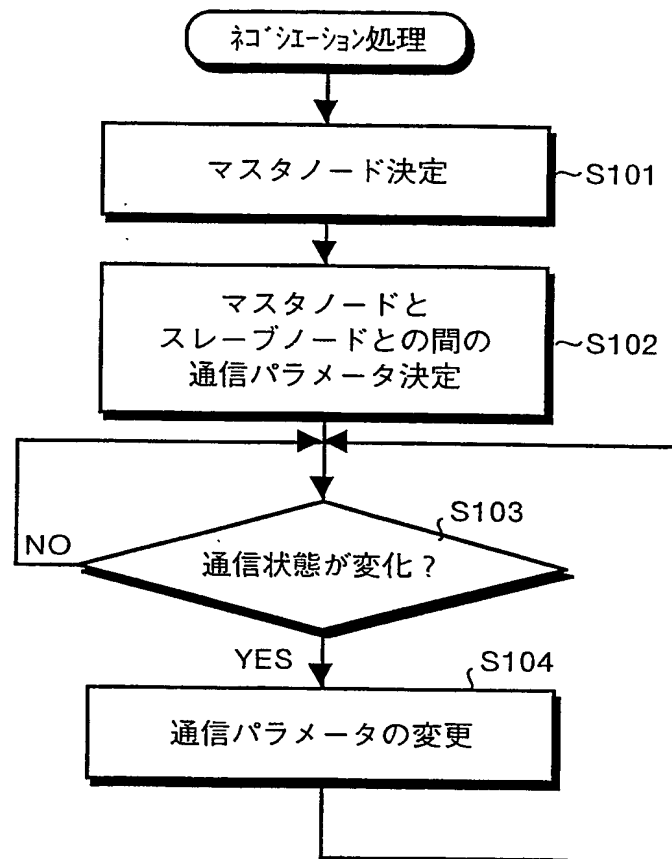 ﾈｺﾞｼｴｰｼｮﾝ処理
マスタノード決定
~S101
マスタノードと
スレーブノードとの間の
通信パラメータ決定
~S102
S103
NO
通信状態が変化？
YES
S104
通信パラメータの変更